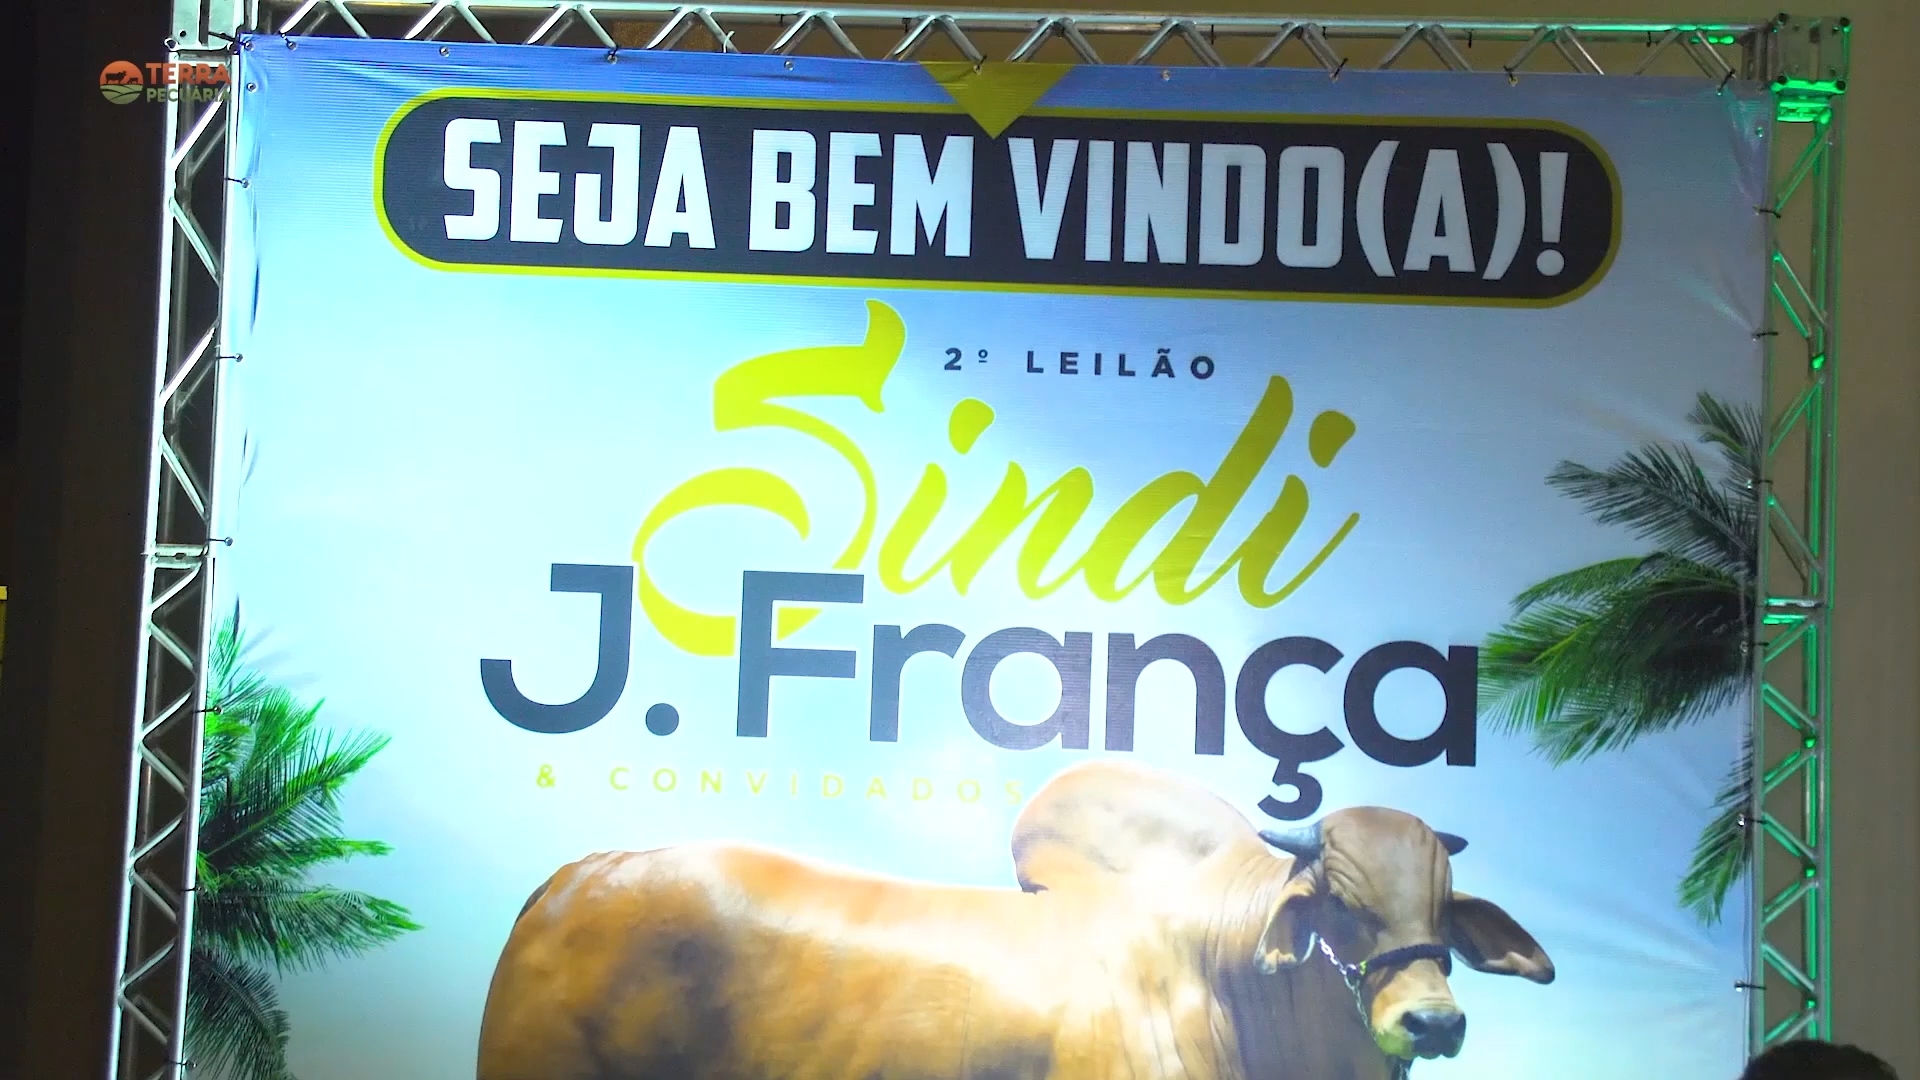 TERRA
PECUÁRIA
SEJA BEM VINDO(A)!
2º LEILÃO
Sindi
J. França
& CONVIDADOS